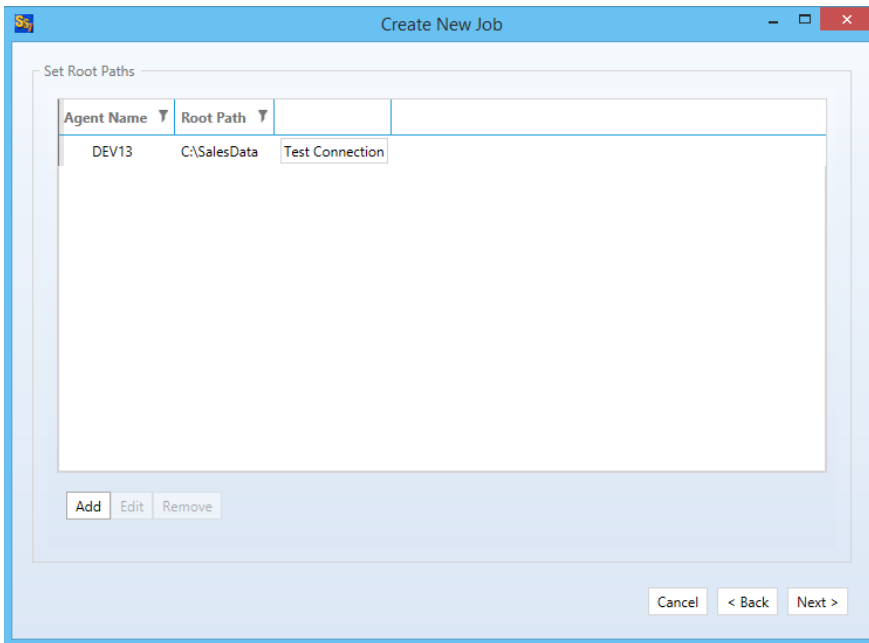 Create New Job
Set Root Paths
Agent Name Root Path
DEV13 C:\SalesData Test Connection
Add Edit Remove
Cancel < Back Next >